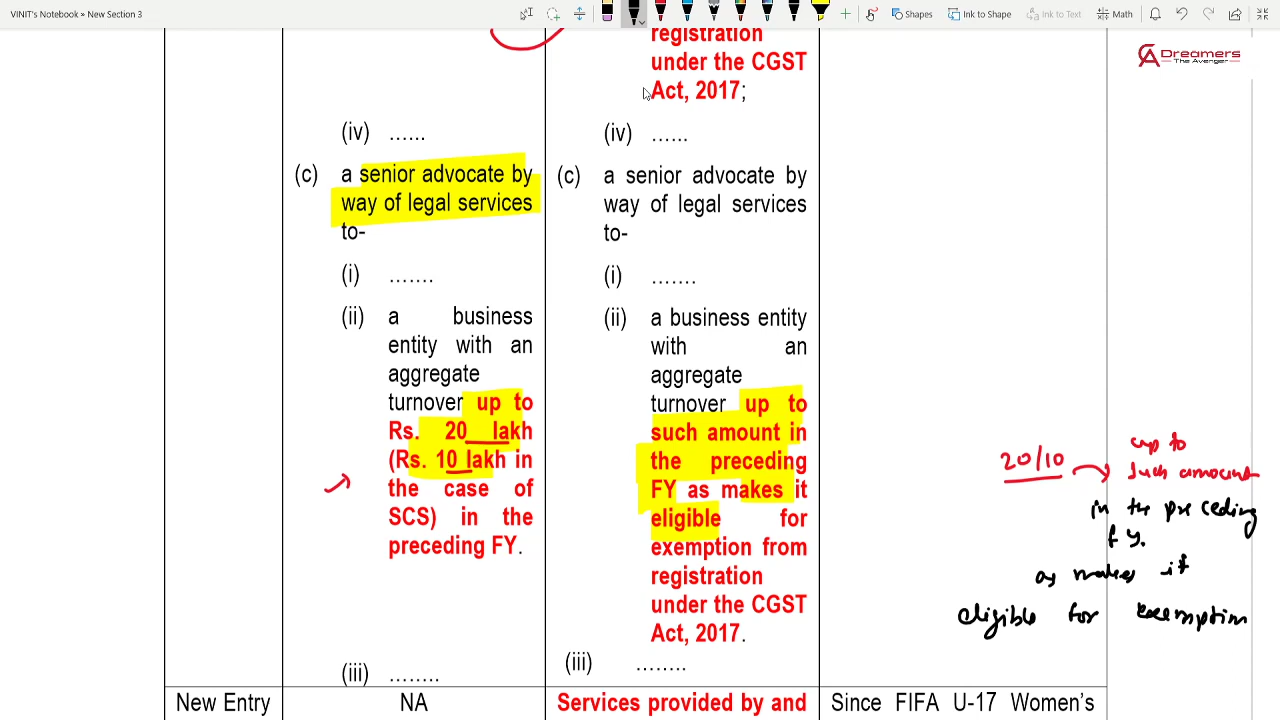 VINIT's Notebook » New Section 3
Shapes
Ink to Shape
Ink to Text
Math
Dreamers
The Avenger
registration
under the CGST
Act, 2017;
(iv) ......
(iv) ......
(c) a senior advocate by
way of legal services
to-
(i) .......
(ii) a business
entity with an
aggregate
turnover up to
Rs. 20 lakh
(Rs. 10 lakh in
the case of
SCS) in the
preceding FY.
(iii) ........
(c) a senior advocate by
way of legal services
to-
(i) .......
(ii) a business entity
with an
aggregate
turnover up to
such amount in
the preceding
FY as makes it
eligible for
exemption from
registration
under the CGST
Act, 2017.
(iii) ........
20/10
up to
such amount
in the preceding
f y.
as makes it
eligible for exemption
New Entry
NA
Services provided by and
Since FIFA U-17 Women's